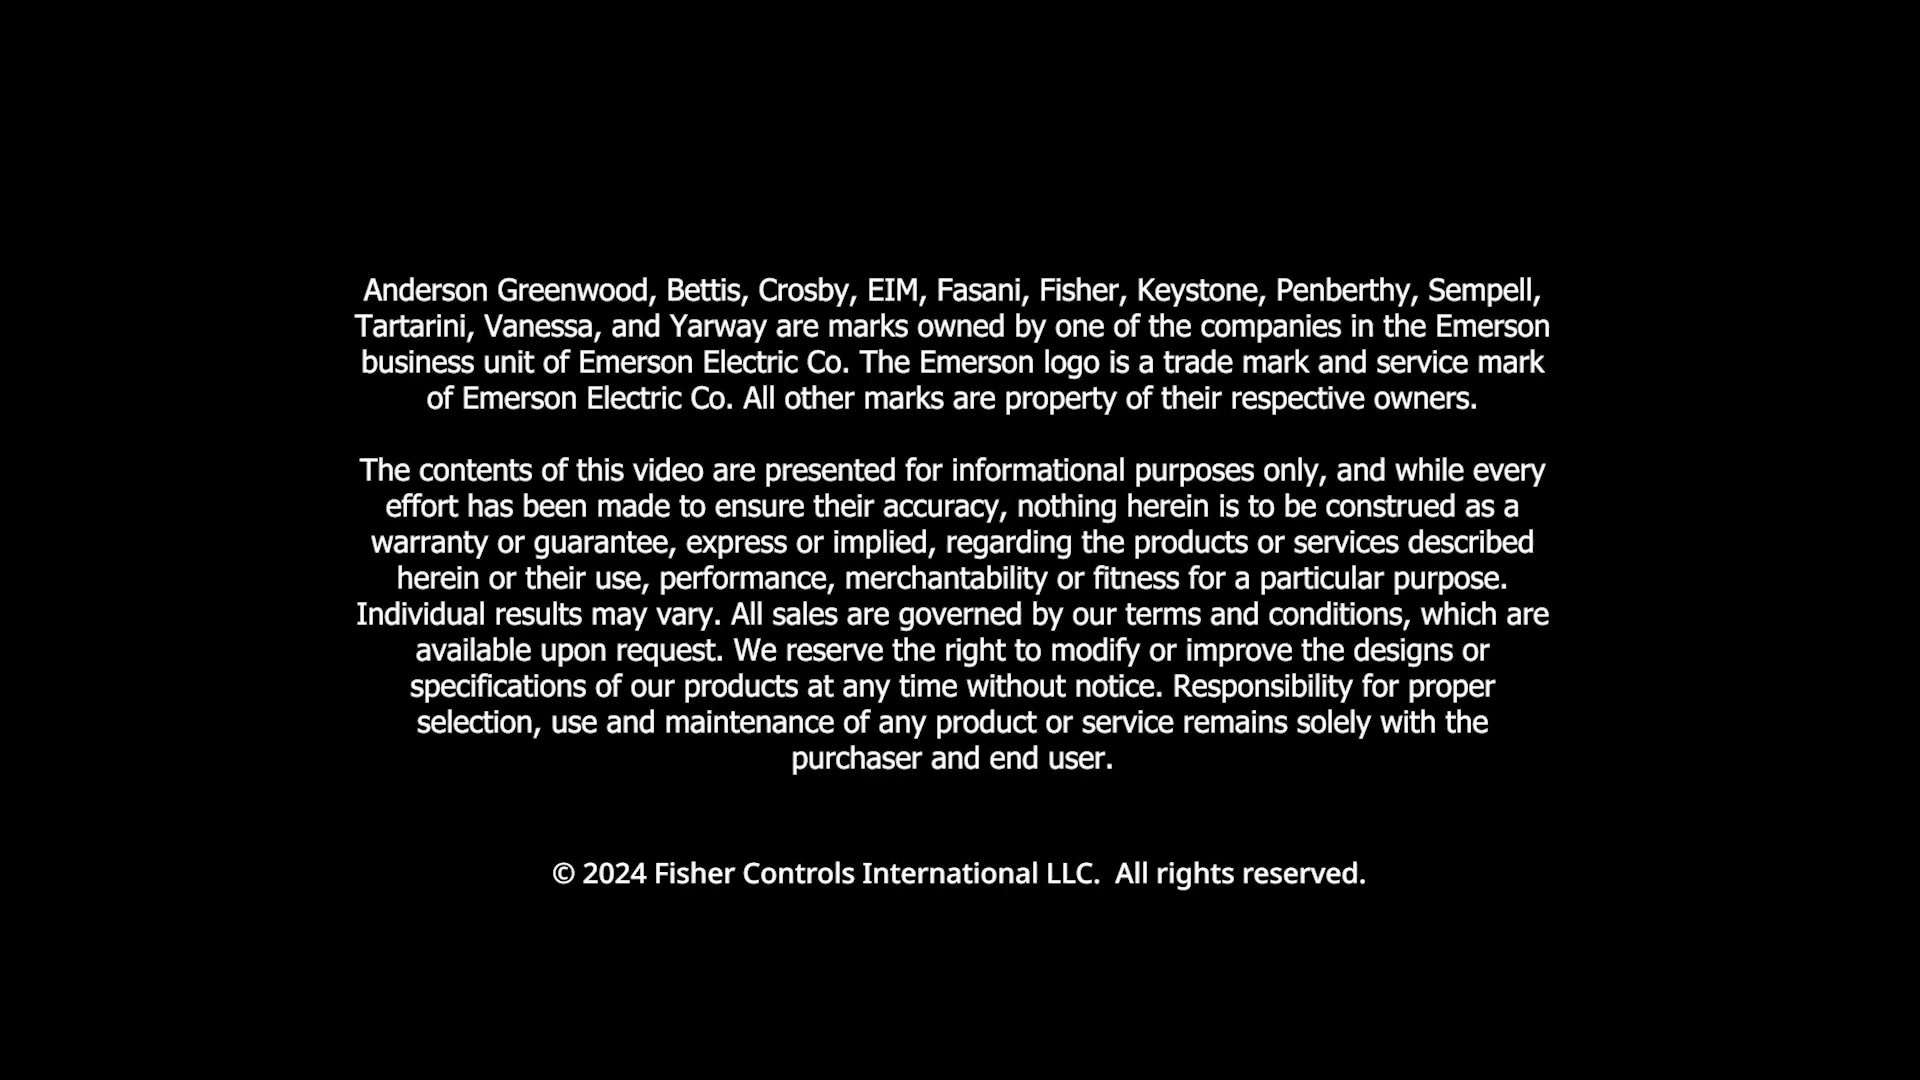 Anderson Greenwood, Bettis, Crosby, EIM, Fasani, Fisher, Keystone, Penberthy, Sempell,
Tartarini, Vanessa, and Yarway are marks owned by one of the companies in the Emerson
business unit of Emerson Electric Co. The Emerson logo is a trade mark and service mark
of Emerson Electric Co. All other marks are property of their respective owners.
The contents of this video are presented for informational purposes only, and while every
effort has been made to ensure their accuracy, nothing herein is to be construed as a
warranty or guarantee, express or implied, regarding the products or services described
herein or their use, performance, merchantability or fitness for a particular purpose.
Individual results may vary. All sales are governed by our terms and conditions, which are
available upon request. We reserve the right to modify or improve the designs or
specifications of our products at any time without notice. Responsibility for proper
selection, use and maintenance of any product or service remains solely with the
purchaser and end user.
© 2024 Fisher Controls International LLC.  All rights reserved.